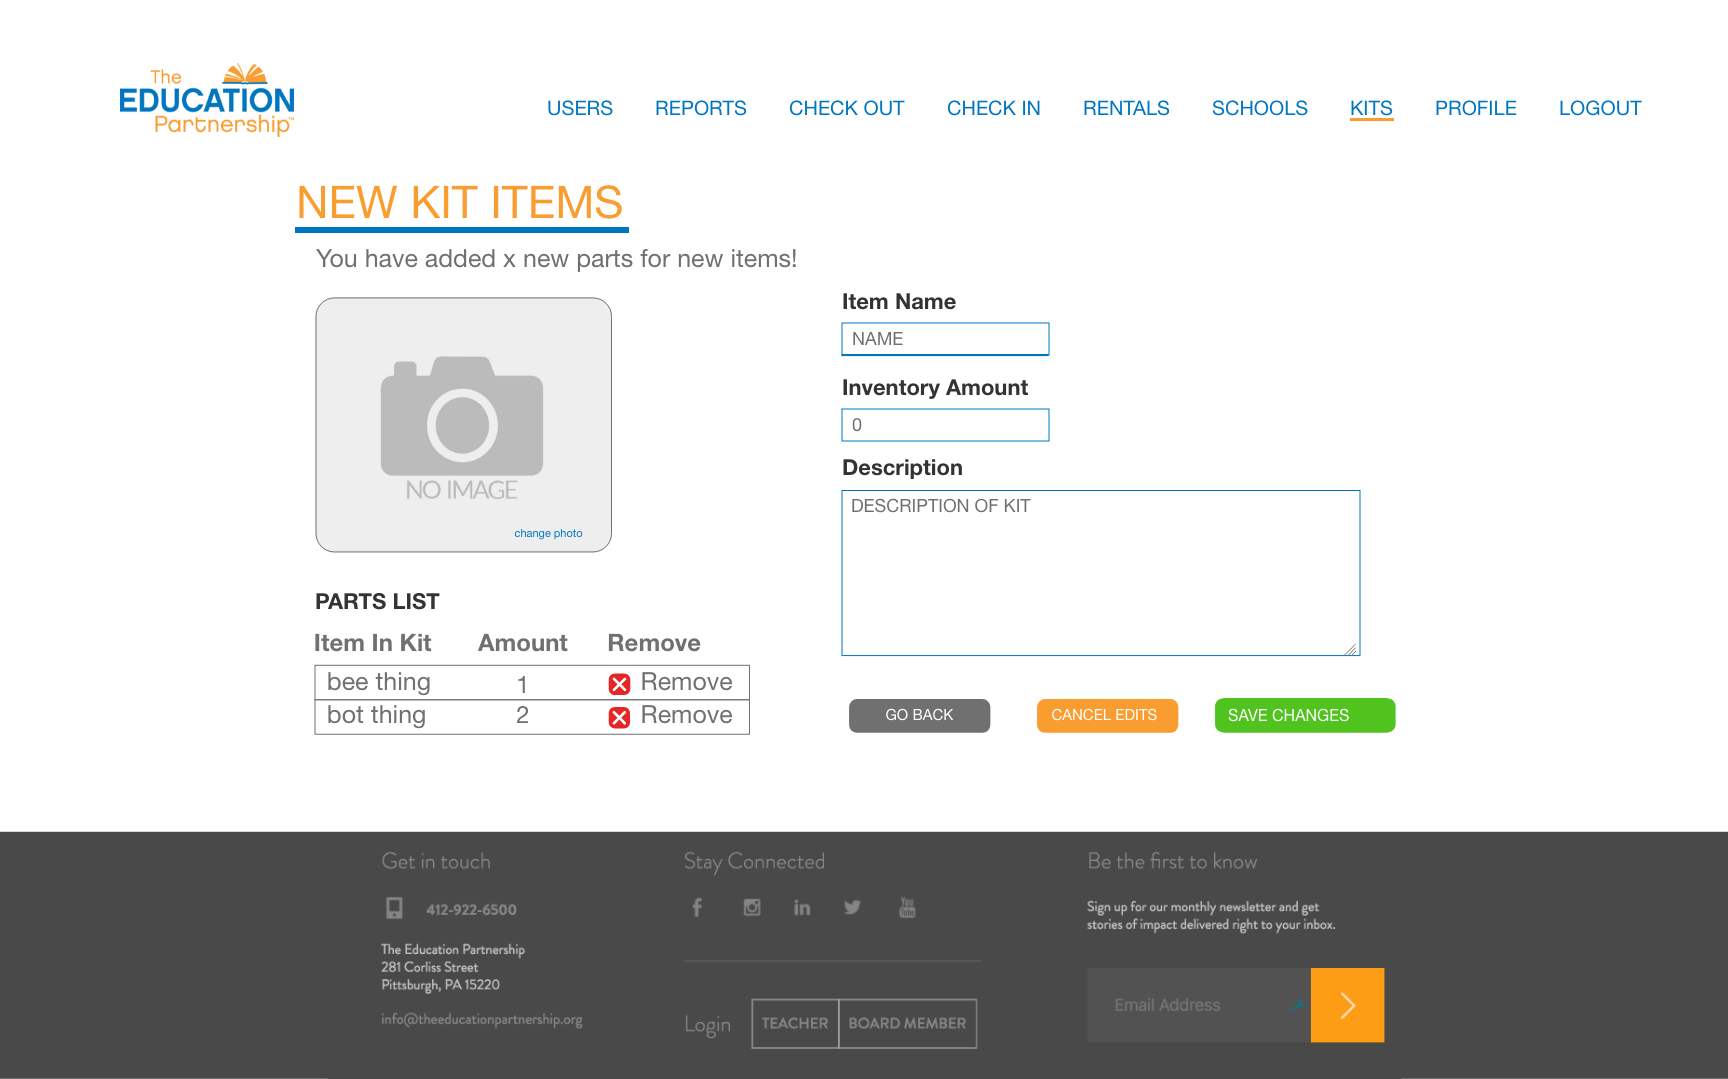 The
EDUCATION
Partnership™
USERS REPORTS CHECK OUT CHECK IN RENTALS SCHOOLS KITS PROFILE LOGOUT
NEW KIT ITEMS
You have added x new parts for new items!
NO IMAGE
change photo
Item Name
NAME
Inventory Amount
0
Description
DESCRIPTION OF KIT
PARTS LIST
Item In Kit Amount Remove
bee thing 1 Remove
bot thing 2 Remove
GO BACK CANCEL EDITS SAVE CHANGES
Get in touch
412-922-6500
The Education Partnership
281 Corliss Street
Pittsburgh, PA 15220
info@theeducationpartnership.org
Stay Connected
You
Tube
Login TEACHER BOARD MEMBER
Be the first to know
Sign up for our monthly newsletter and get
stories of impact delivered right to your inbox.
Email Address